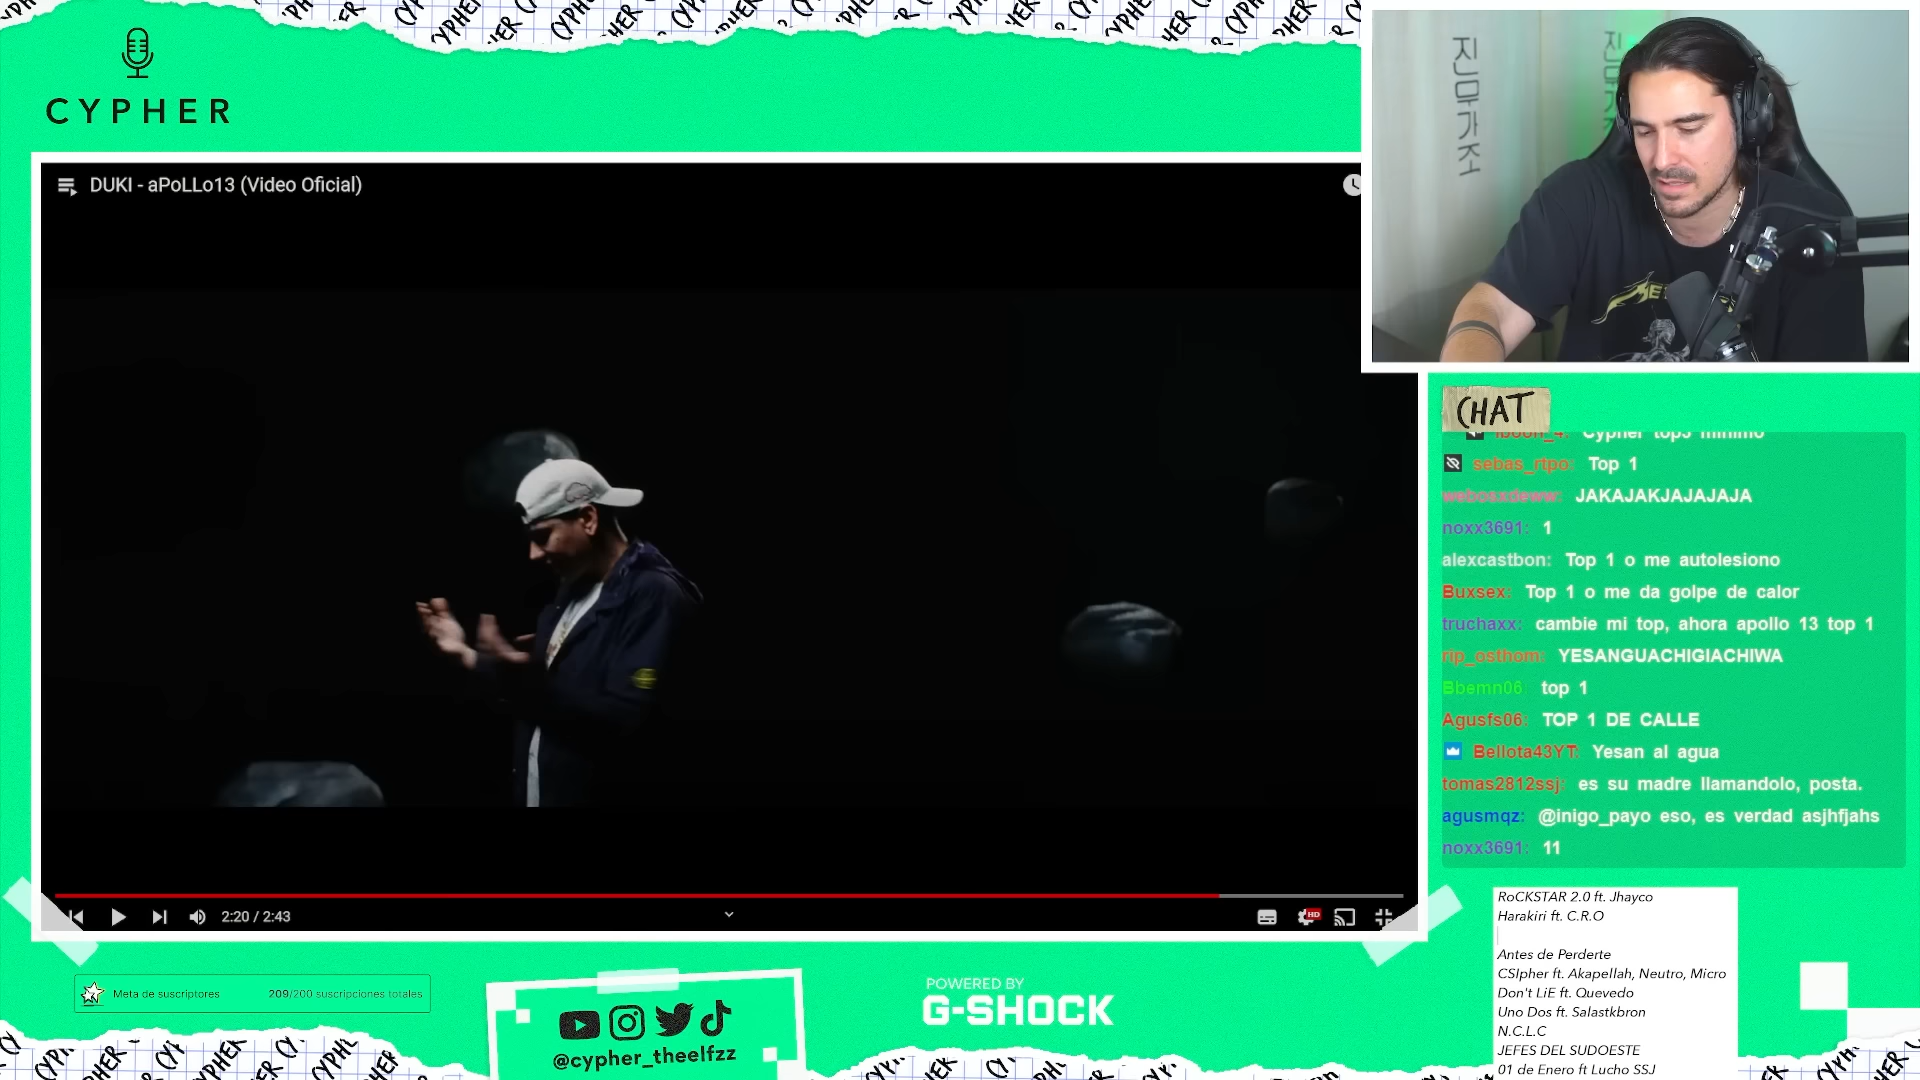 CYPHER
DUKI - aPoLLo13 (Video Oficial)
2:20 / 2:43
HD
CHAT
sebas_rtpo: Top 1
webosxdeww: JAKAJAKJAJAJAJA
noxx3691: 1
alexcastbon: Top 1 o me autolesiono
Buxsex: Top 1 o me da golpe de calor
truchaxx: cambie mi top, ahora apollo 13 top 1
rip_osthom: YESANGUACHIGIACHIWA
Bbemn06: top 1
Agusfs06: TOP 1 DE CALLE
Bellota43YT: Yesan al agua
tomas2812ssj: es su madre llamandolo, posta.
agusmqz: @inigo_payo eso, es verdad asjhfjahs
noxx3691: 11
RoCKSTAR 2.0 ft. Jhayco
Harakiri ft. C.R.O
Antes de Perderte
CSIpher ft. Akapellah, Neutro, Micro
Don't LiE ft. Quevedo
Uno Dos ft. Salastkbron
N.C.L.C
JEFES DEL SUDOESTE
01 de Enero ft Lucho SSJ
Meta de suscriptores
209/200 suscripciones totales
@cypher_theelfzz
POWERED BY
G-SHOCK